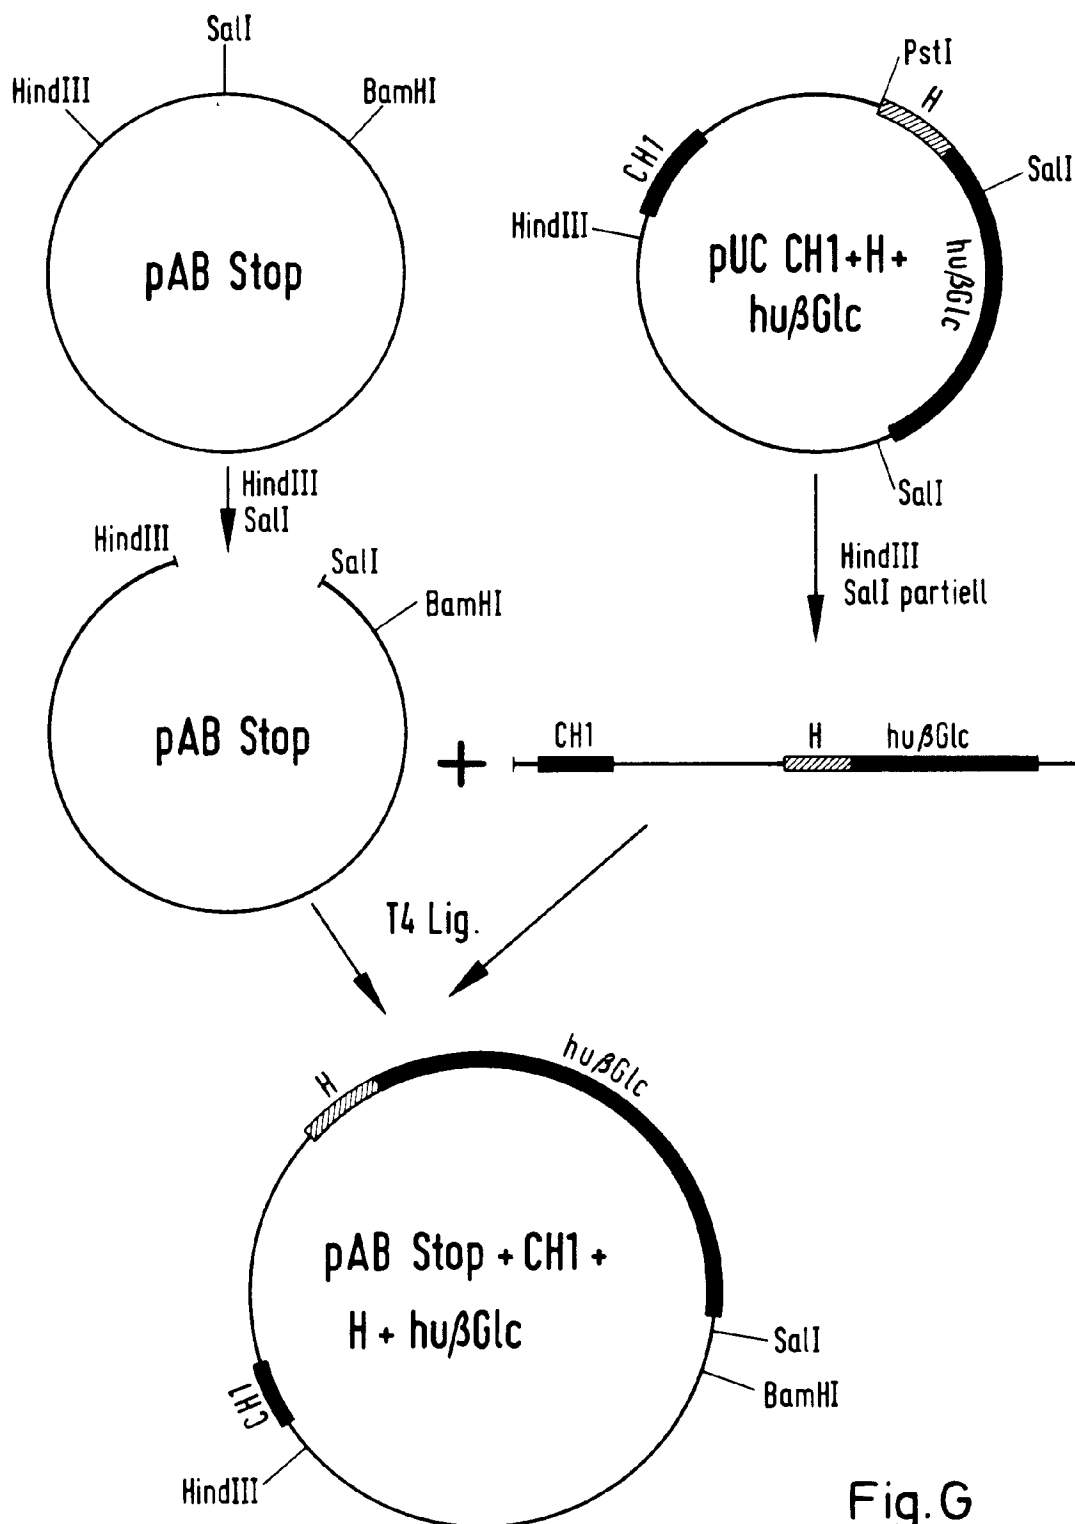 SalI
HindIII
BamHI
pAB Stop
PstI
H
CH1
SalI
HindIII
pUC CH1+H+
huβGlc
huβGlc
SalI
HindIII
SalI
HindIII
SalI partiell
HindIII
SalI
BamHI
pAB Stop
+
CH1
H
huβGlc
T4 Lig.
H
huβGlc
pAB Stop + CH1 +
H + huβGlc
CH1
SalI
BamHI
HindIII
Fig. G